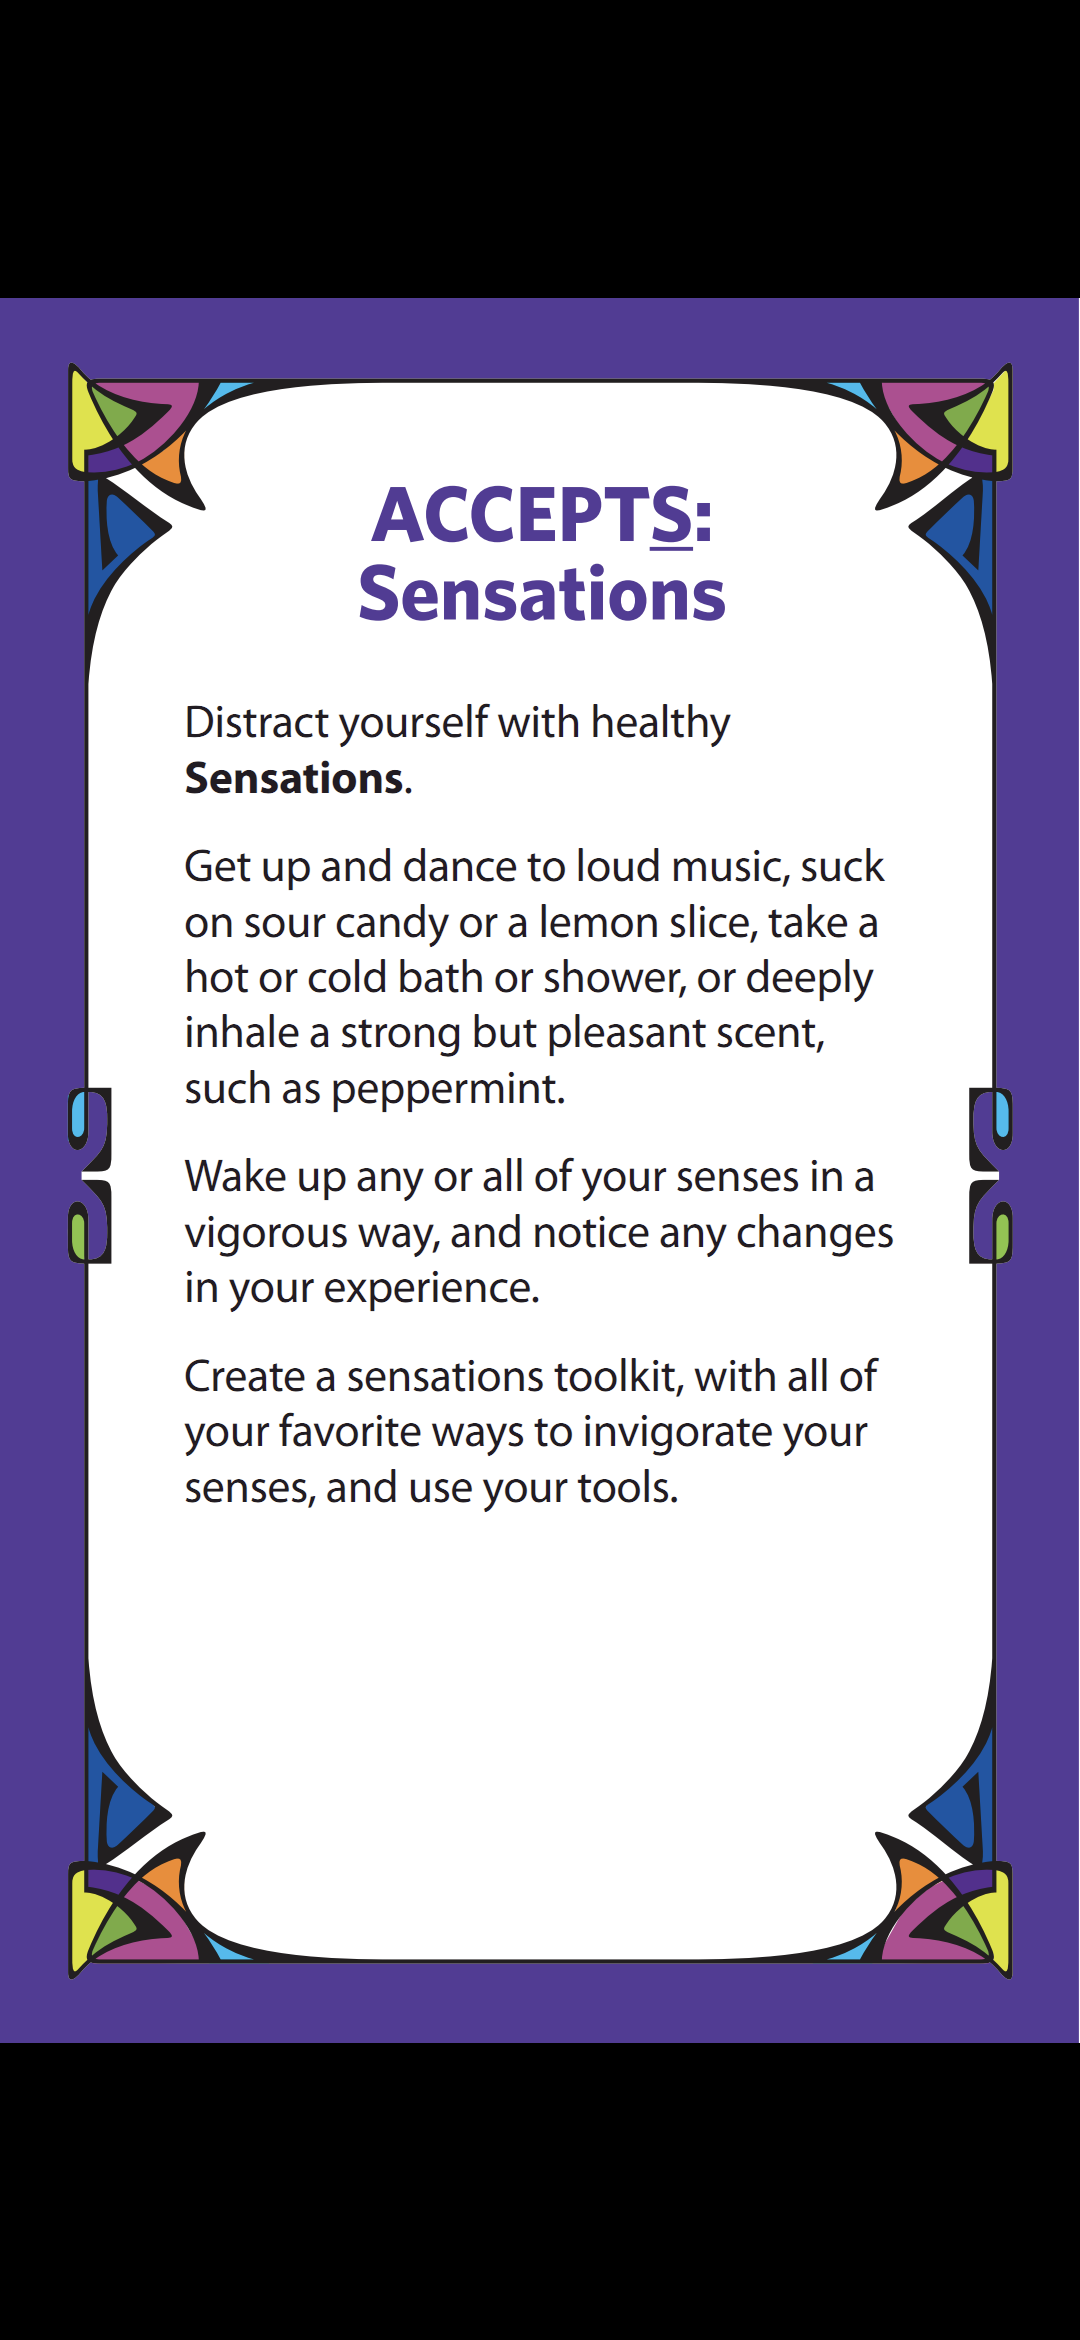 ACCEPTS:
Sensations
Distract yourself with healthy
Sensations.
Get up and dance to loud music, suck
on sour candy or a lemon slice, take a
hot or cold bath or shower, or deeply
inhale a strong but pleasant scent,
such as peppermint.
Wake up any or all of your senses in a
vigorous way, and notice any changes
in your experience.
Create a sensations toolkit, with all of
your favorite ways to invigorate your
senses, and use your tools.